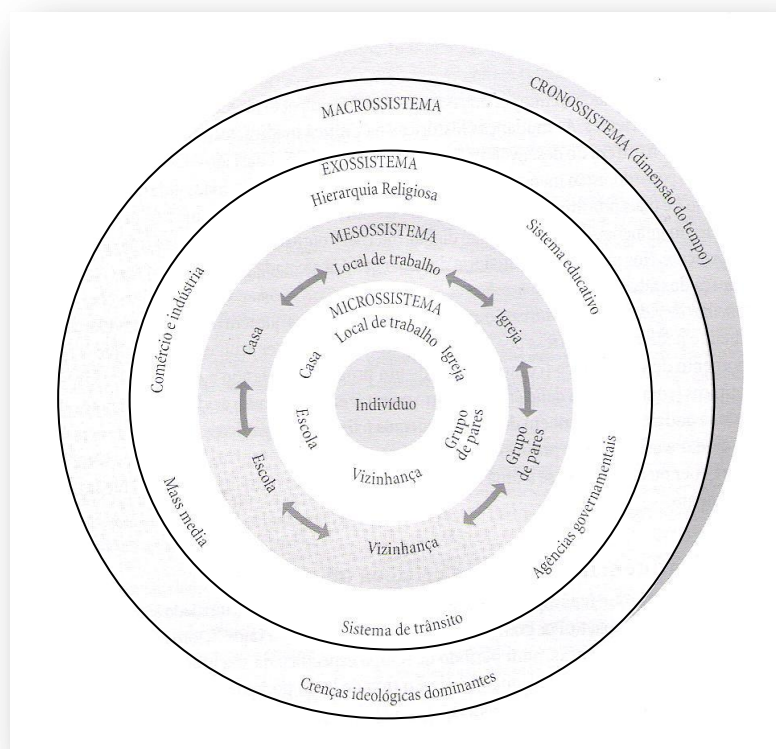 CRONOSSISTEMA (dimensão do tempo)
MACROSSISTEMA
EXOSSISTEMA
Hierarquia Religiosa
Sistema educativo
Comércio e indústria
MESOSSISTEMA
Local de trabalho
Casa
Igreja
MICROSSISTEMA
Local de trabalho
Casa
Igreja
Indivíduo
Escola
Grupo
de pares
Vizinhança
Escola
Grupo
de pares
Vizinhança
Mass media
Agências governamentais
Sistema de trânsito
Crenças ideológicas dominantes